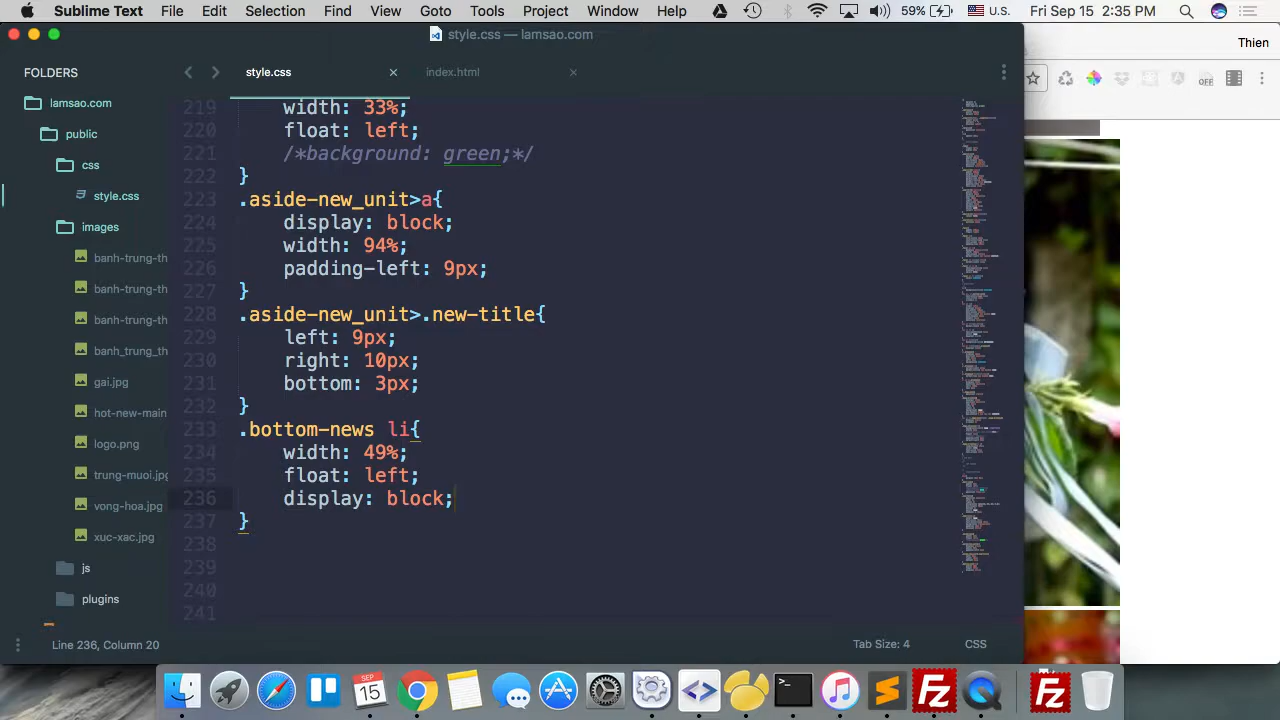 Sublime Text File Edit Selection Find View Goto Tools Project Window Help 59% U.S. Fri Sep 15 2:35 PM
style.css — lamsao.com
Thien
FOLDERS
style.css
index.html
lamsao.com
public
css
style.css
images
banh-trung-th
banh-trung-th
banh-trung-th
banh_trung_th
gai.jpg
hot-new-main
logo.png
trung-muoi.jpg
vong-hoa.jpg
xuc-xac.jpg
js
plugins
219 width: 33%;
220 float: left;
221 /*background: green;*/
222 }
223 .aside-new_unit>a{
224 display: block;
225 width: 94%;
226 padding-left: 9px;
227 }
228 .aside-new_unit>.new-title{
229 left: 9px;
230 right: 10px;
231 bottom: 3px;
232 }
233 .bottom-news li{
234 width: 49%;
235 float: left;
236 display: block;
237 }
238
239
240
241
Line 236, Column 20
Tab Size: 4
CSS
OFF
SEP
15